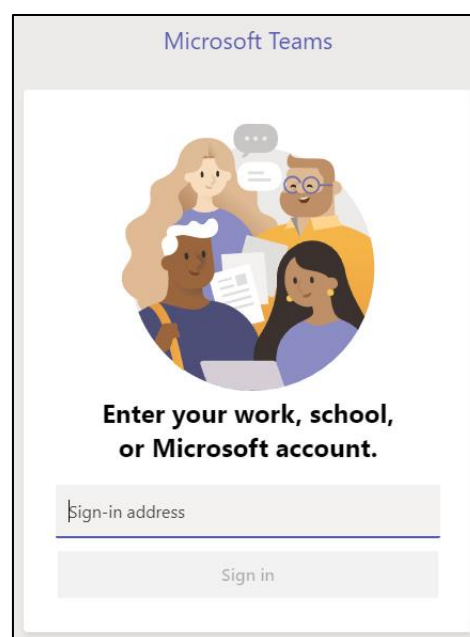 Microsoft Teams
Enter your work, school,
or Microsoft account.
Sign-in address
Sign in